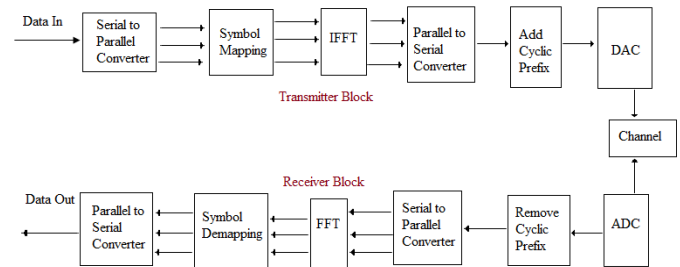 Data In
Serial to
Parallel
Converter
Symbol
Mapping
IFFT
Parallel to
Serial
Converter
Add
Cyclic
Prefix
DAC
Transmitter Block
Channel
Receiver Block
Data Out
Parallel to
Serial
Converter
Symbol
Demapping
FFT
Serial to
Parallel
Converter
Remove
Cyclic
Prefix
ADC